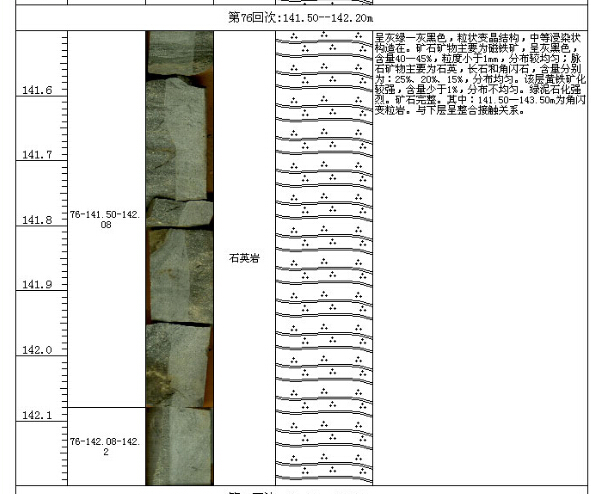 第76回次:141.50--142.20m
呈灰绿一灰黑色，粒状变晶结构，中等浸染状
构造在。矿石矿物主要为磁铁矿，呈灰黑色，
含量40—45%，粒度小于1mm，分布较均匀；脉
石矿物主要为石英，长石和角闪石，含量分别
为：25%、20%、15%，分布均匀。该层黄铁矿化
较强，含量少于1%，分布不均匀。绿泥石化强
烈。矿石完整。其中：141.50—143.50m为角闪
变粒岩。与下层呈整合接触关系。
141.6
141.7
141.8
76-141.50-142.
08
石英岩
141.9
142.0
142.1
76-142.08-142.
2